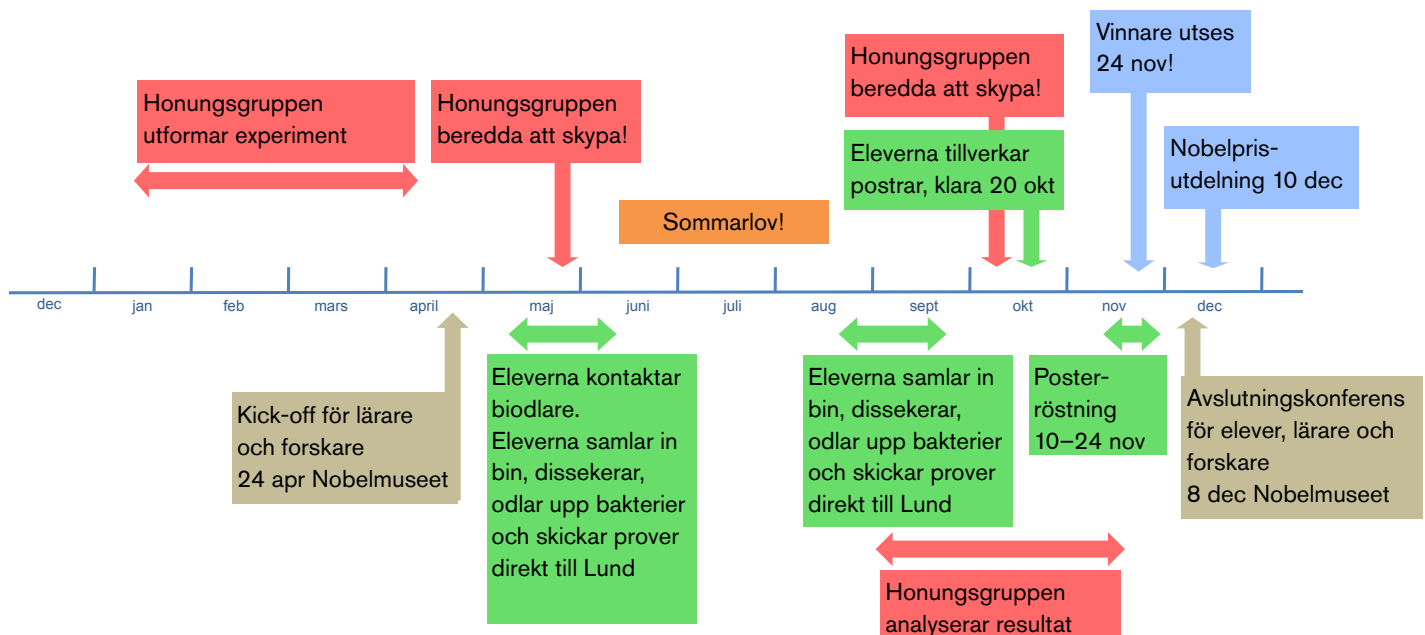 Vinnare utses
24 nov!
Honungsgruppen
beredda att skypa!
Honungsgruppen
utformar experiment
Honungsgruppen
beredda att skypa!
Eleverna tillverkar
postrar, klara 20 okt
Nobelpris-
utdelning 10 dec
Sommarlov!
dec jan feb mars april maj juni juli aug sept okt nov dec
Kick-off för lärare
och forskare
24 apr Nobelmuseet
Eleverna kontaktar
biodlare.
Eleverna samlar in
bin, dissekerar,
odlar upp bakterier
och skickar prover
direkt till Lund
Eleverna samlar in
bin, dissekerar,
odlar upp bakterier
och skickar prover
direkt till Lund
Poster-
röstning
10–24 nov
Avslutningskonferens
för elever, lärare och
forskare
8 dec Nobelmuseet
Honungsgruppen
analyserar resultat